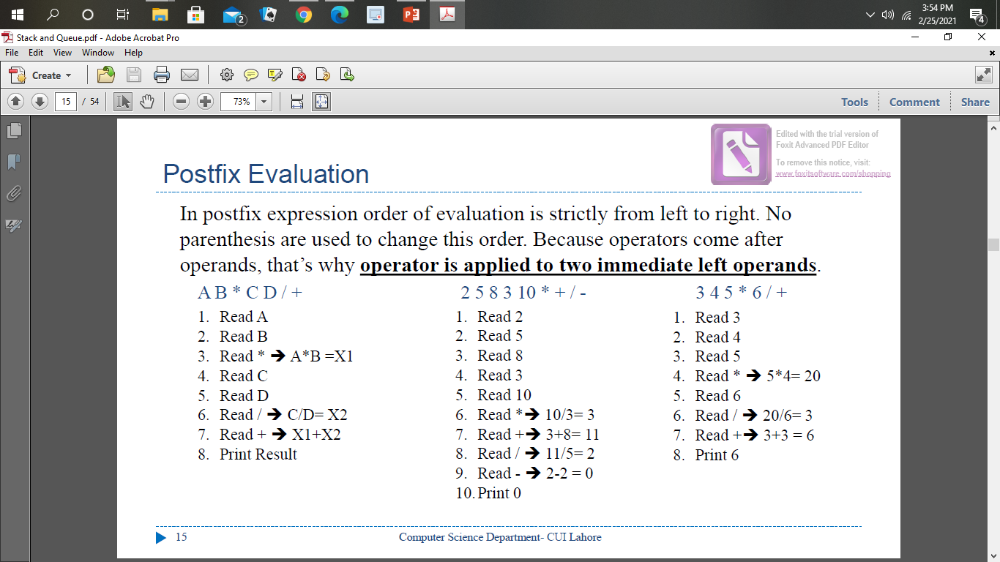 2
3:54 PM
2/25/2021
4
Stack and Queue.pdf - Adobe Acrobat Pro
File Edit View Window Help
Create
15 / 54
73%
Tools Comment Share
Edited with the trial version of
Foxit Advanced PDF Editor
To remove this notice, visit:
www.foxitsoftware.com/shopping
Postfix Evaluation
In postfix expression order of evaluation is strictly from left to right. No
parenthesis are used to change this order. Because operators come after
operands, that’s why operator is applied to two immediate left operands.
A B * C D / +
1. Read A
2. Read B
3. Read * ➔ A*B =X1
4. Read C
5. Read D
6. Read / ➔ C/D= X2
7. Read + ➔ X1+X2
8. Print Result
2 5 8 3 10 * + / -
1. Read 2
2. Read 5
3. Read 8
4. Read 3
5. Read 10
6. Read *➔ 10/3= 3
7. Read +➔ 3+8= 11
8. Read / ➔ 11/5= 2
9. Read - ➔ 2-2 = 0
10. Print 0
3 4 5 * 6 / +
1. Read 3
2. Read 4
3. Read 5
4. Read * ➔ 5*4= 20
5. Read 6
6. Read / ➔ 20/6= 3
7. Read +➔ 3+3 = 6
8. Print 6
15
Computer Science Department- CUI Lahore